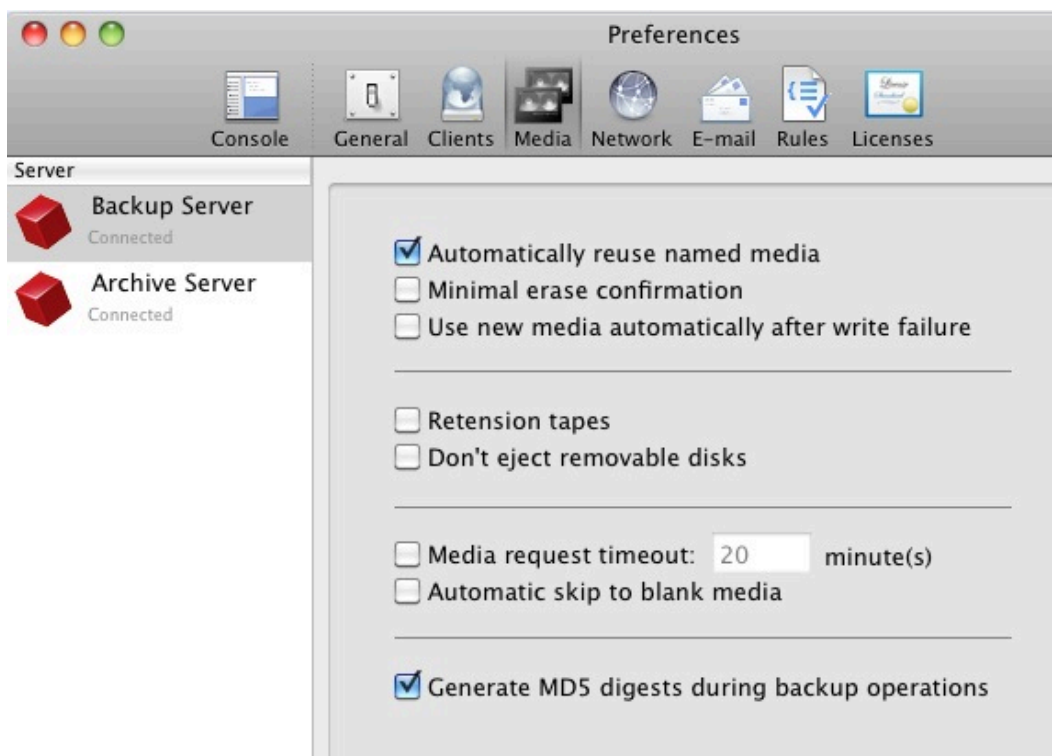 Preferences
Console
General
Clients
Media
Network
E-mail
Rules
Licenses
Server
Backup Server
Connected
Archive Server
Connected
Automatically reuse named media
Minimal erase confirmation
Use new media automatically after write failure
Retension tapes
Don't eject removable disks
Media request timeout: 20 minute(s)
Automatic skip to blank media
Generate MD5 digests during backup operations